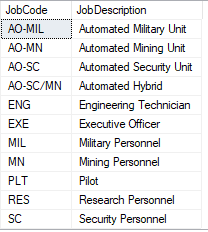 JobCode JobDescription
AO-MIL Automated Military Unit
AO-MN Automated Mining Unit
AO-SC Automated Security Unit
AO-SC/MN Automated Hybrid
ENG Engineering Technician
EXE Executive Officer
MIL Military Personnel
MN Mining Personnel
PLT Pilot
RES Research Personnel
SC Security Personnel